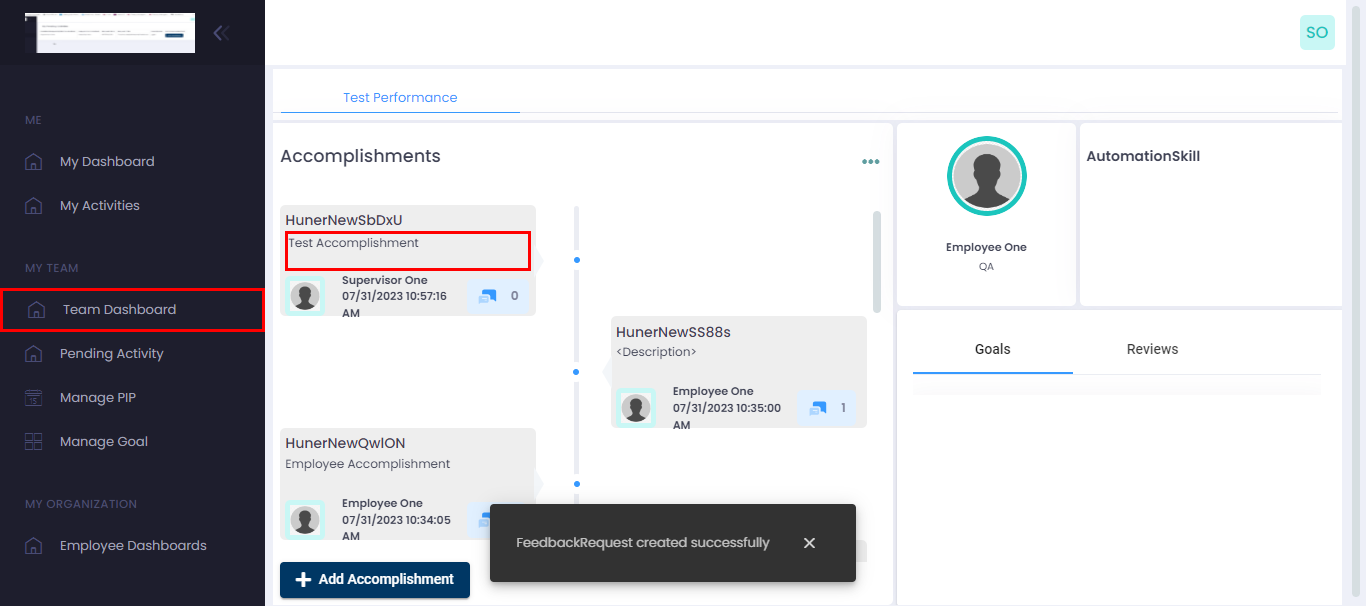 SO
ME
My Dashboard
My Activities
MY TEAM
Team Dashboard
Pending Activity
Manage PIP
15
Manage Goal
MY ORGANIZATION
Employee Dashboards
Test Performance
Accomplishments
HunerNewSbDxU
Test Accomplishment
Supervisor One
07/31/2023 10:57:16
AM
0
HunerNewSS88s
<Description>
Employee One
07/31/2023 10:35:00
AM
1
HunerNewQwlON
Employee Accomplishment
Employee One
07/31/2023 10:34:05
AM
Add Accomplishment
FeedbackRequest created successfully
Employee One
QA
AutomationSkill
Goals
Reviews